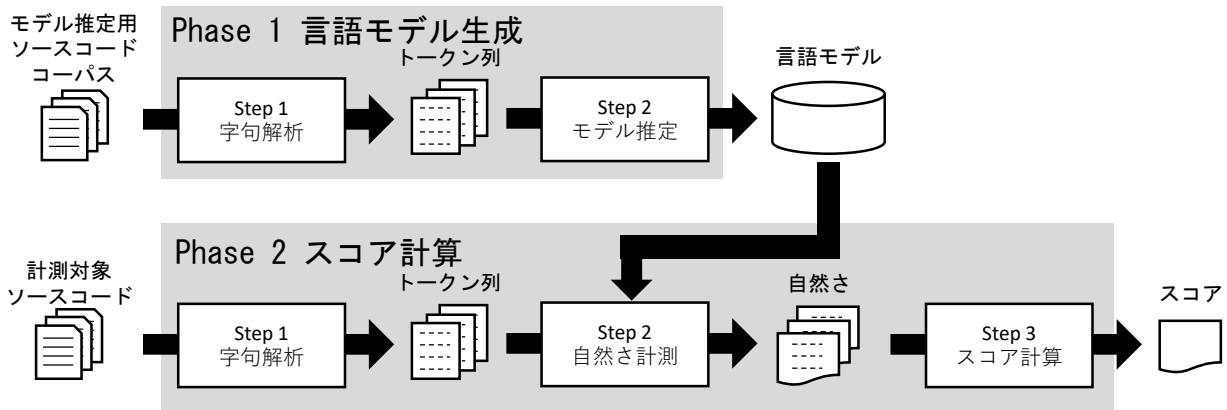 モデル推定用
ソースコード
コーパス
Phase 1 言語モデル生成
Step 1
字句解析
トークン列
Step 2
モデル推定
言語モデル
計測対象
ソースコード
Phase 2 スコア計算
Step 1
字句解析
トークン列
Step 2
自然さ計測
自然さ
Step 3
スコア計算
スコア